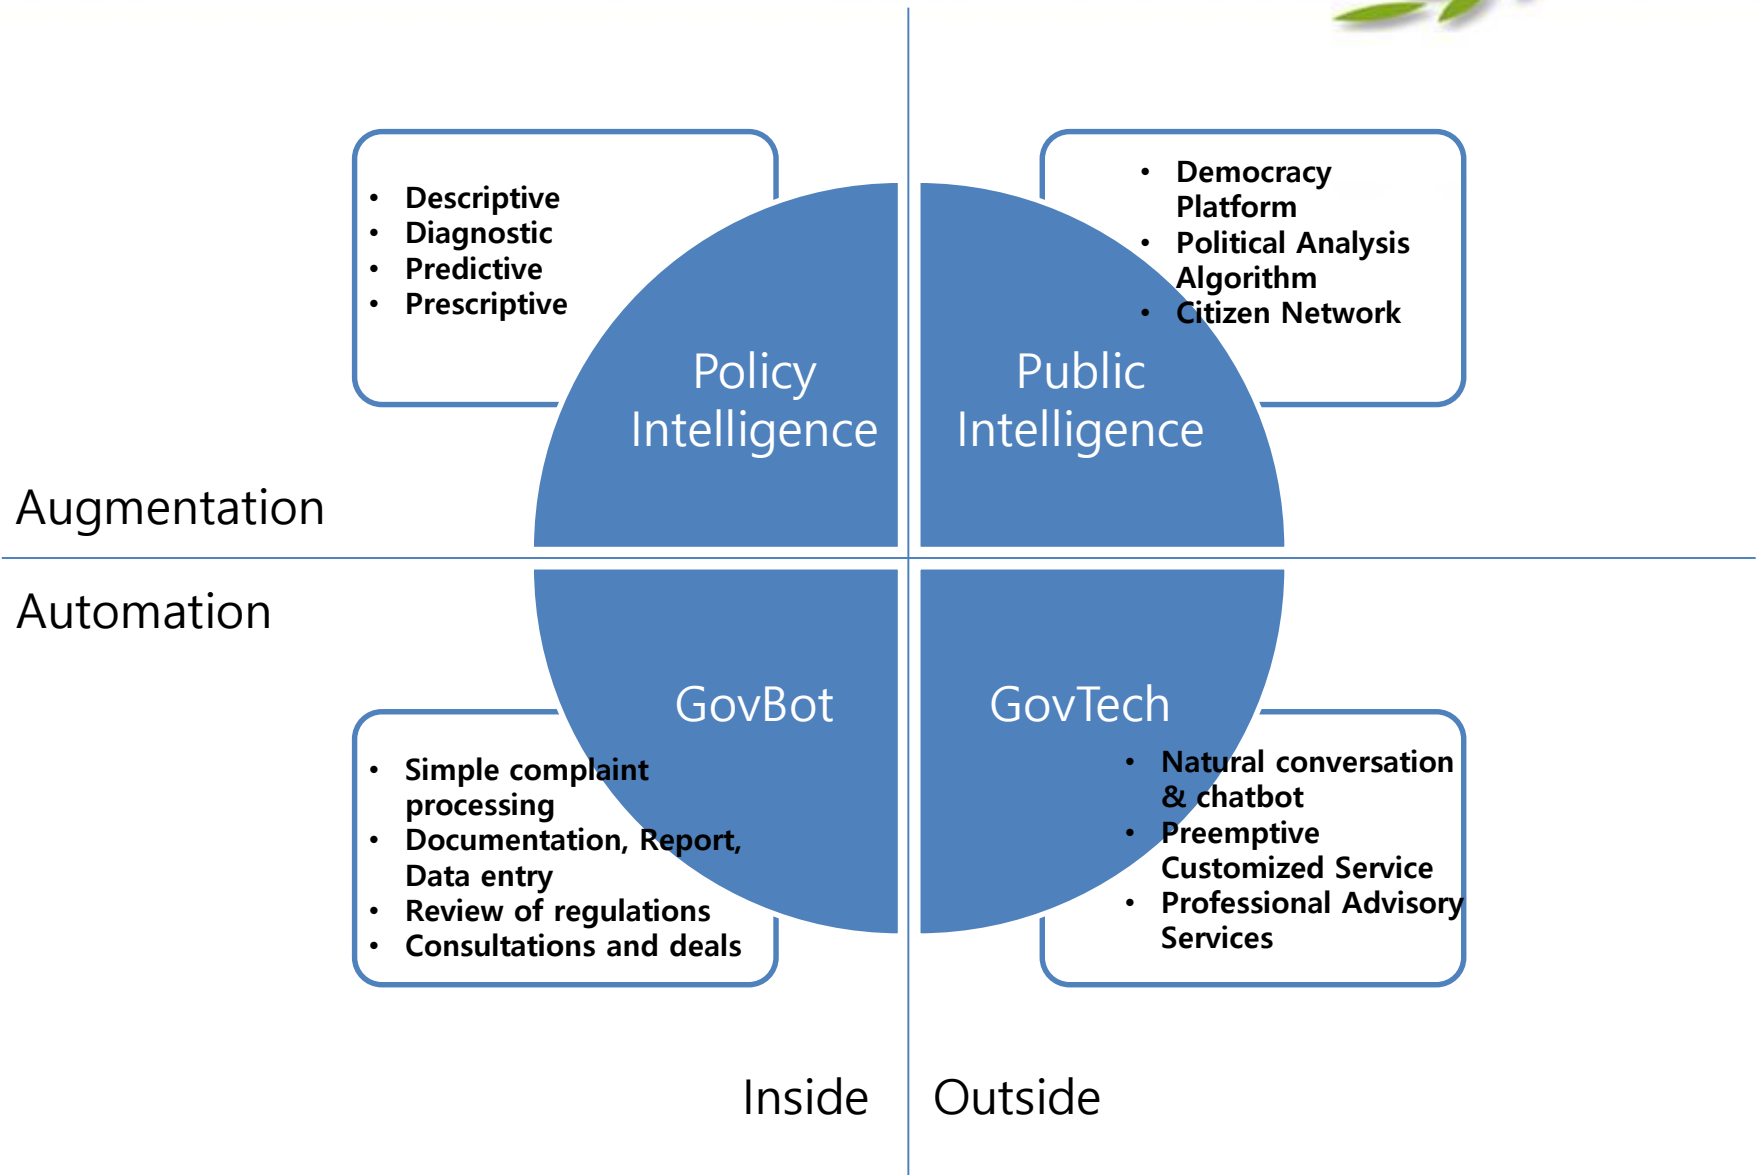 • Descriptive
• Diagnostic
• Predictive
• Prescriptive
• Democracy
Platform
• Political Analysis
Algorithm
• Citizen Network
Policy
Intelligence
Public
Intelligence
Augmentation
Automation
GovBot
GovTech
• Simple complaint
processing
• Documentation, Report,
Data entry
• Review of regulations
• Consultations and deals
• Natural conversation
& chatbot
• Preemptive
Customized Service
• Professional Advisory
Services
Inside
Outside